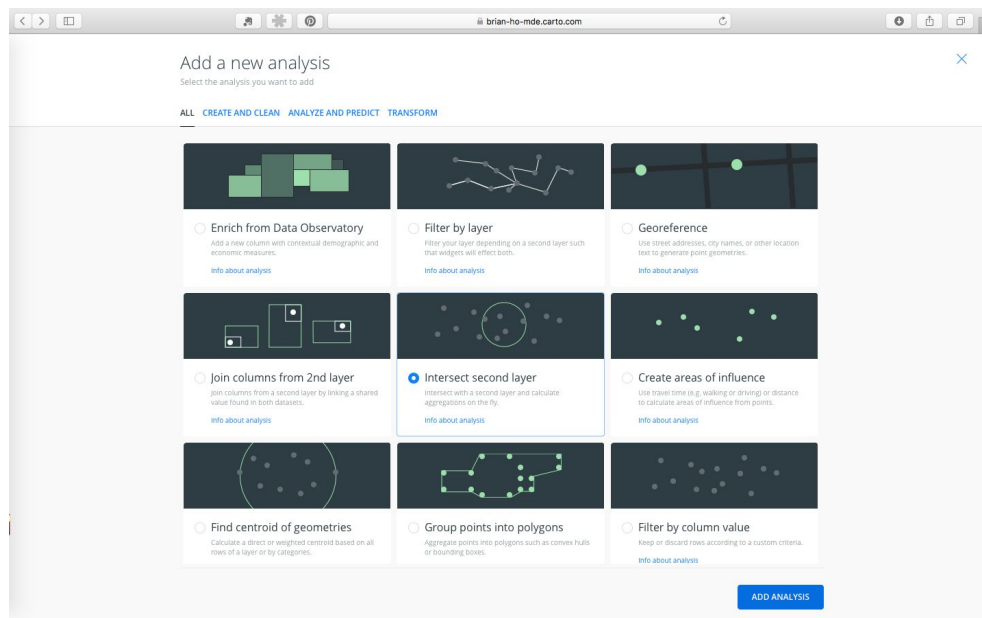 brian-ho-mde.carto.com
Add a new analysis
Select the analysis you want to add
ALL CREATE AND CLEAN ANALYZE AND PREDICT TRANSFORM
Enrich from Data Observatory
Add a new column with contextual demographic and
economic measures.
Info about analysis
Filter by layer
Filter your layer depending on a second layer such
that widgets will effect both.
Info about analysis
Georeference
Use street addresses, city names, or other location
text to generate point geometries.
Info about analysis
Join columns from 2nd layer
Join columns from a second layer by linking a shared
value found in both datasets.
Info about analysis
Intersect second layer
Intersect with a second layer and calculate
aggregations on the fly.
Info about analysis
Create areas of influence
Use travel time (e.g. walking or driving) or distance
to calculate areas of influence from points.
Info about analysis
Find centroid of geometries
Calculate a direct or weighted centroid based on all
rows of a layer or by categories.
Group points into polygons
Aggregate points into polygons such as convex hulls
or bounding boxes.
Filter by column value
Keep or discard rows according to a custom criteria.
Info about analysis
ADD ANALYSIS